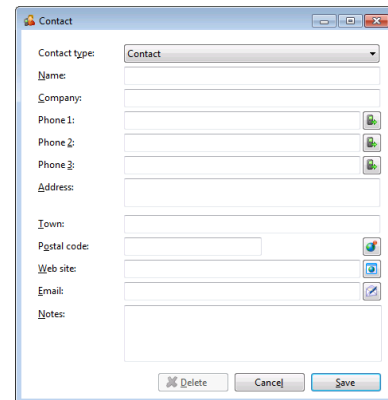 Contact
Contact type: Contact
Name:
Company:
Phone 1:
Phone 2:
Phone 3:
Address:
Town:
Postal code:
Web site:
Email:
Notes:
Delete Cancel Save